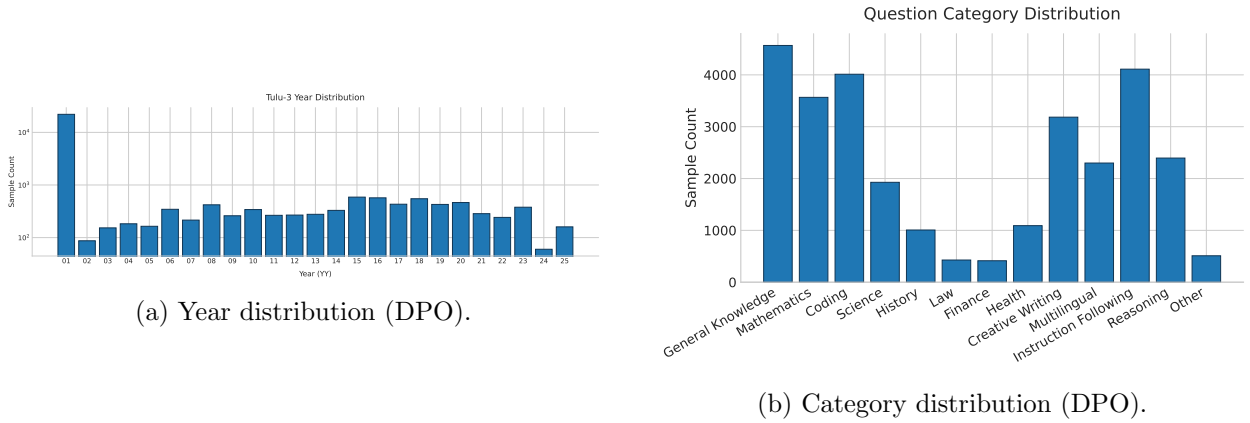 Tulu-3 Year Distribution
Sample Count
10⁴
10³
10²
01 02 03 04 05 06 07 08 09 10 11 12 13 14 15 16 17 18 19 20 21 22 23 24 25
Year (YY)
(a) Year distribution (DPO).
Question Category Distribution
Sample Count
4000
3000
2000
1000
0
General Knowledge
Mathematics
Coding
Science
History
Law
Finance
Health
Creative Writing
Multilingual
Instruction Following
Reasoning
Other
(b) Category distribution (DPO).